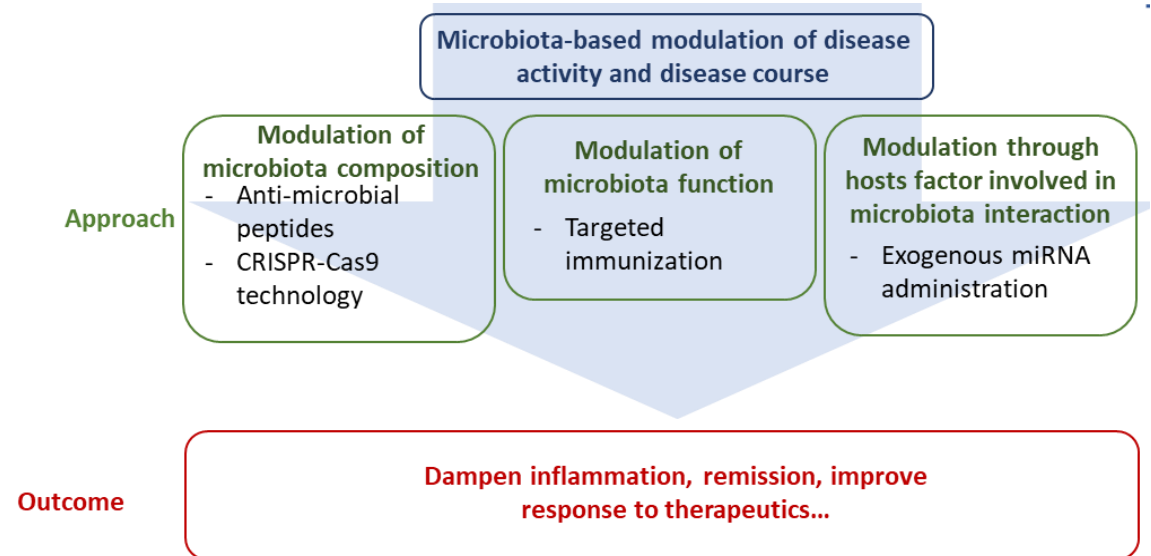 Microbiota-based modulation of disease
activity and disease course
Approach
Modulation of
microbiota composition
- Anti-microbial
peptides
- CRISPR-Cas9
technology
Modulation of
microbiota function
- Targeted
immunization
Modulation through
hosts factor involved in
microbiota interaction
- Exogenous miRNA
administration
Outcome
Dampen inflammation, remission, improve
response to therapeutics…